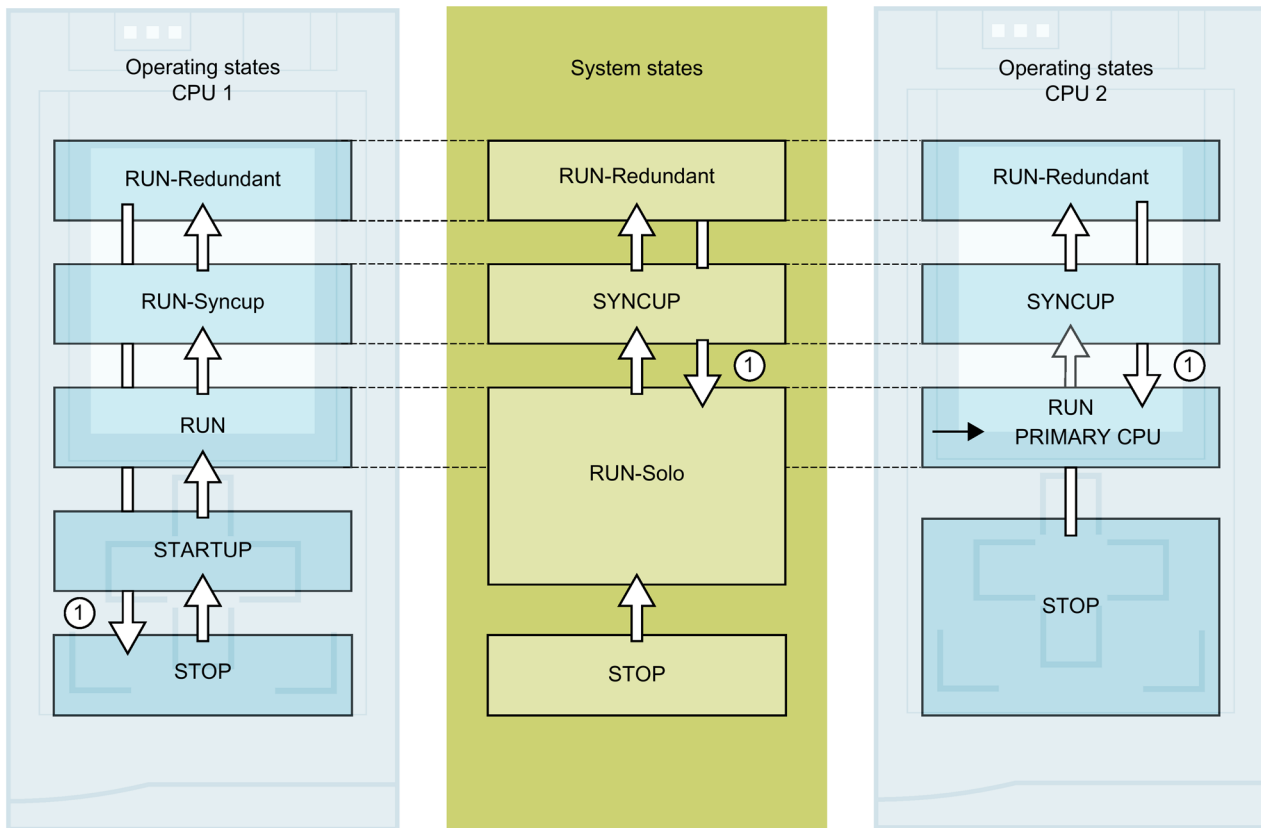 Operating states
CPU 1
RUN-Redundant
RUN-Syncup
RUN
STARTUP
1
STOP
System states
RUN-Redundant
SYNCUP
1
RUN-Solo
STOP
Operating states
CPU 2
RUN-Redundant
SYNCUP
1
RUN
PRIMARY CPU
STOP